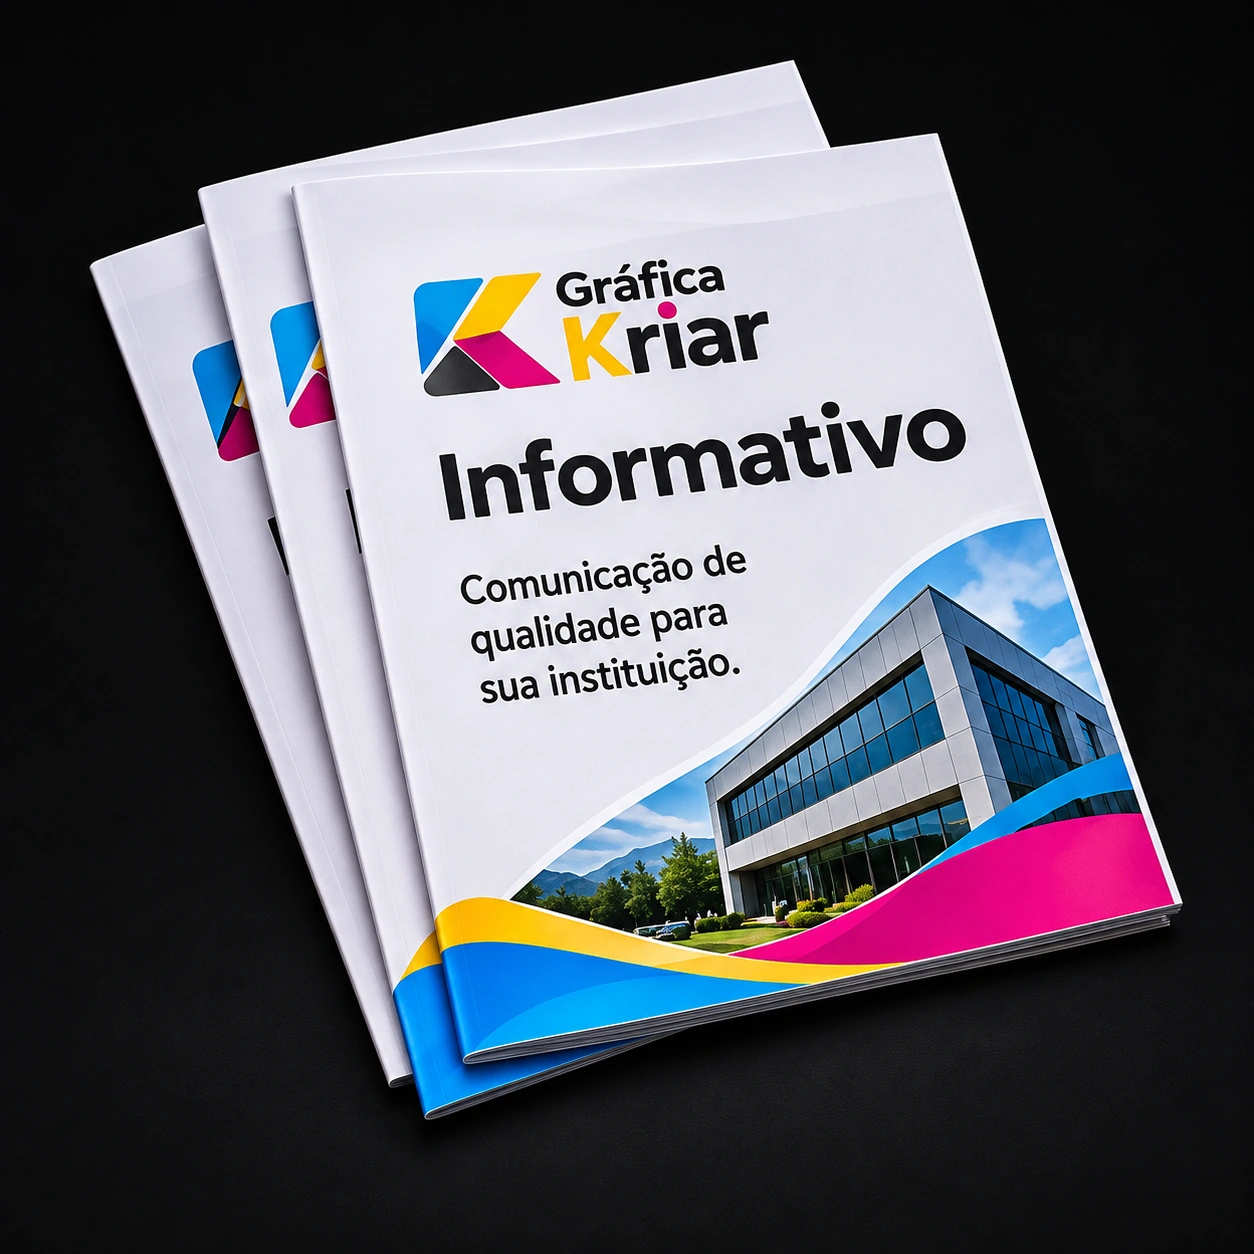 Gráfica
Kriar
Informativo
Comunicação de
qualidade para
sua instituição.